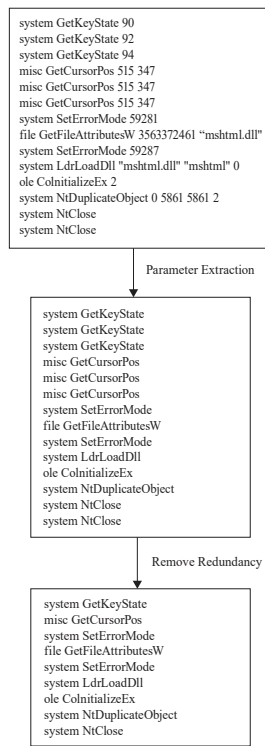 system GetKeyState 90
system GetKeyState 92
system GetKeyState 94
misc GetCursorPos 515 347
misc GetCursorPos 515 347
misc GetCursorPos 515 347
system SetErrorMode 59281
file GetFileAttributesW 3563372461 “mshtml.dll”
system SetErrorMode 59287
system LdrLoadDll "mshtml.dll" "mshtml" 0
ole ColnitializeEx 2
system NtDuplicateObject 0 5861 5861 2
system NtClose
system NtClose
Parameter Extraction
system GetKeyState
system GetKeyState
system GetKeyState
misc GetCursorPos
misc GetCursorPos
misc GetCursorPos
system SetErrorMode
file GetFileAttributesW
system SetErrorMode
system LdrLoadDll
ole ColnitializeEx
system NtDuplicateObject
system NtClose
system NtClose
Remove Redundancy
system GetKeyState
misc GetCursorPos
system SetErrorMode
file GetFileAttributesW
system SetErrorMode
system LdrLoadDll
ole ColnitializeEx
system NtDuplicateObject
system NtClose